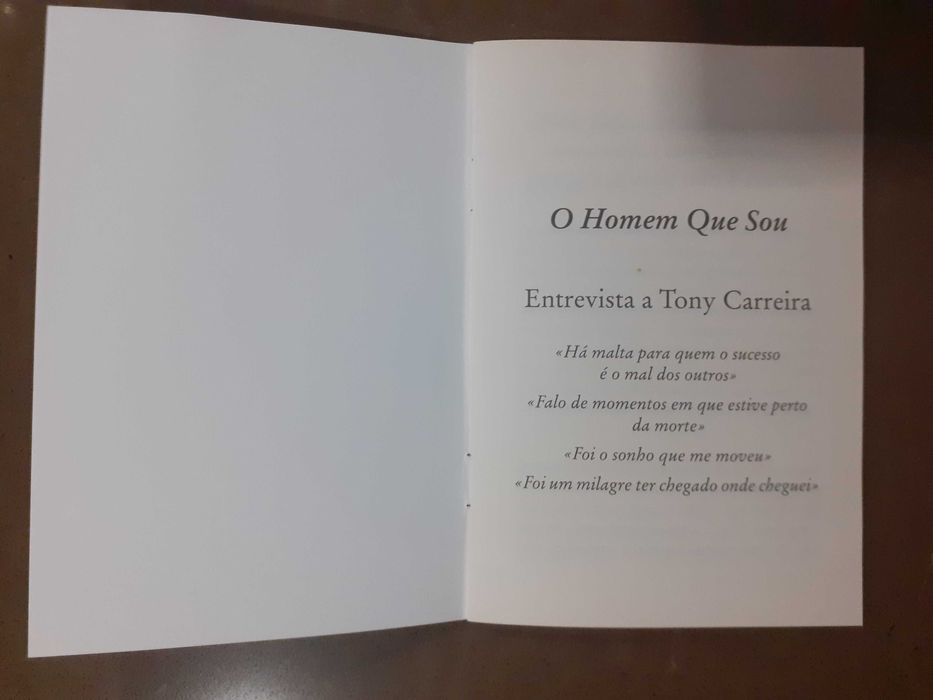 O Homem Que Sou
Entrevista a Tony Carreira
«Há malta para quem o sucesso
é o mal dos outros»
«Falo de momentos em que estive perto
da morte»
«Foi o sonho que me moveu»
«Foi um milagre ter chegado onde cheguei»